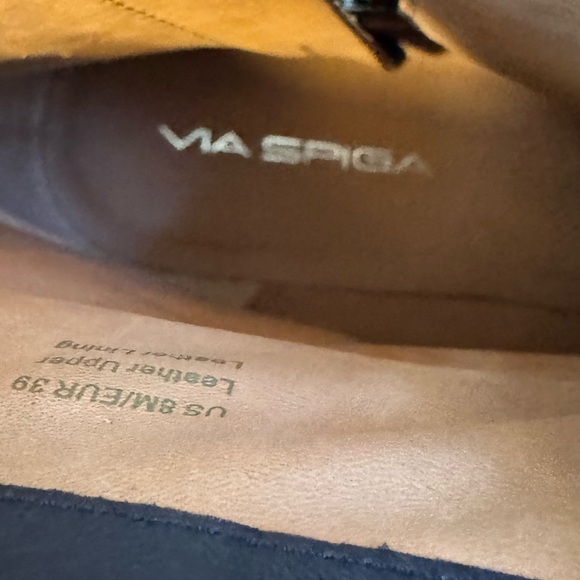 VIA SPIGA
US 8M/EUR 39
Leather Upper
Leather Lining